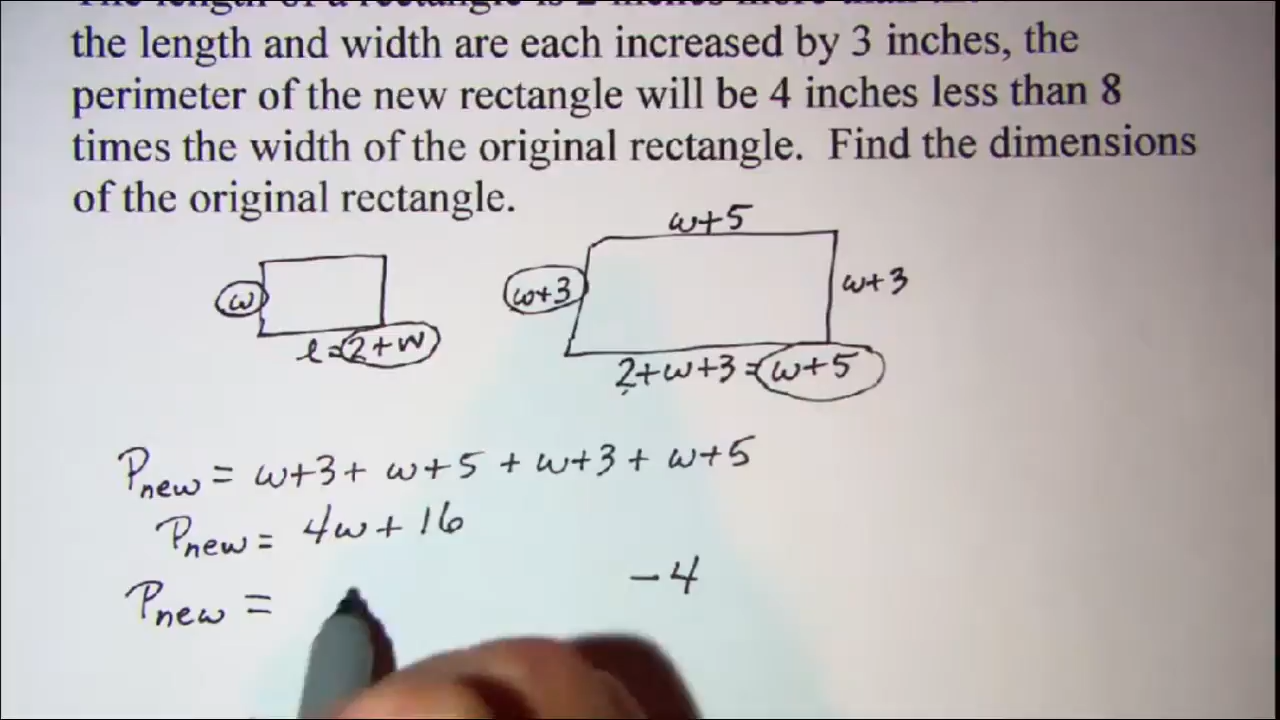 the length and width are each increased by 3 inches, the
perimeter of the new rectangle will be 4 inches less than 8
times the width of the original rectangle. Find the dimensions
of the original rectangle.
w+5
w
w+3
w+3
l=2+w
2+w+3=w+5
Pnew = w+3+ w+5 + w+3 + w+5
Pnew = 4w+16
-4
Pnew =